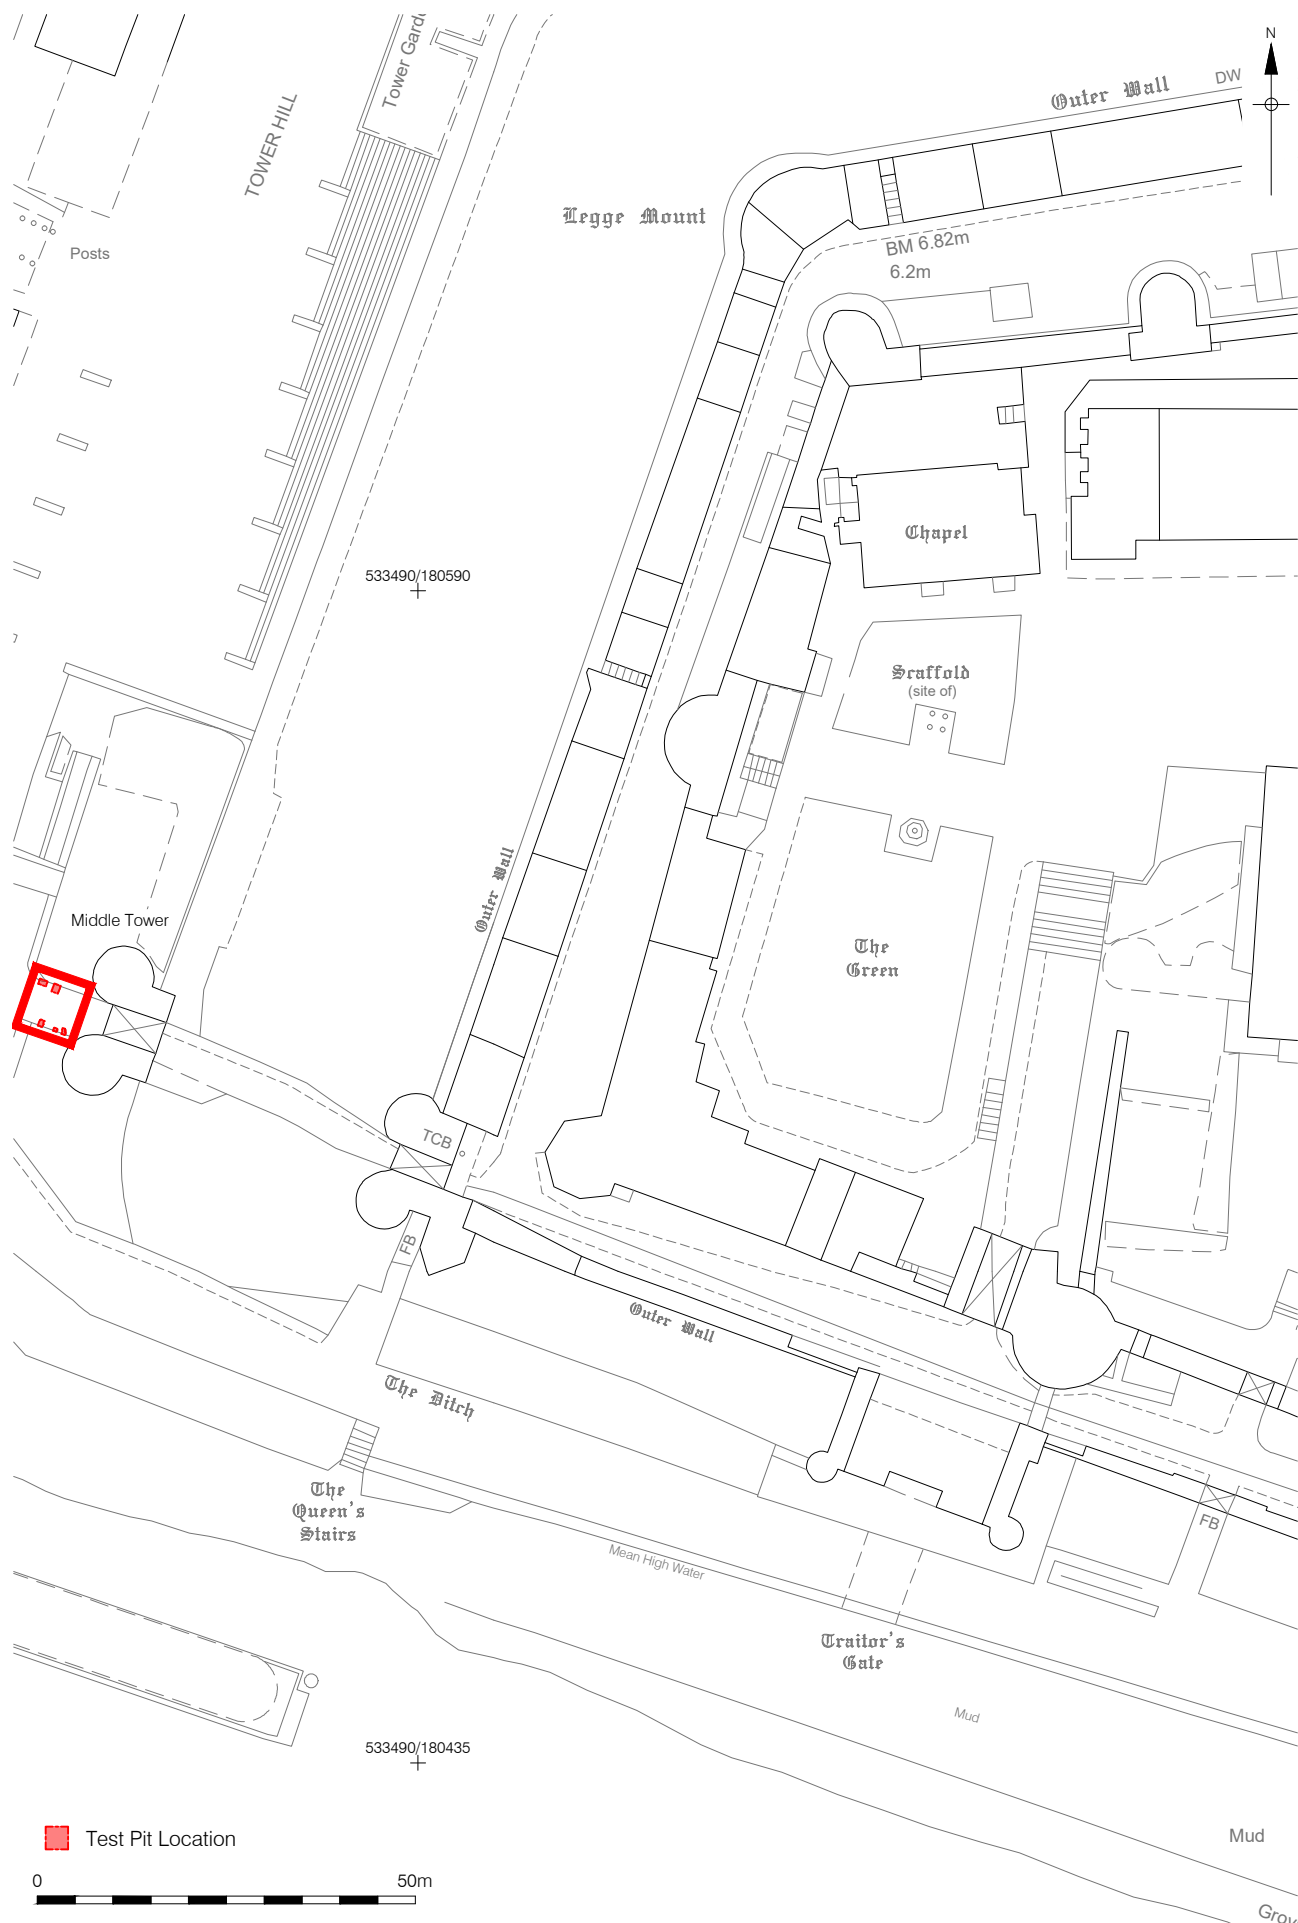 N
Tower Gard
DW
Outer Wall
TOWER HILL
Legge Mount
BM 6.82m
6.2m
Posts
Chapel
533490/180590
Scaffold
(site of)
Outer Wall
Middle Tower
The
Green
TCB
FB
Outer Wall
The Ditch
The
Queen's
Stairs
FB
Mean High Water
Traitor's
Gate
Mud
533490/180435
Test Pit Location
Mud
0 50m
Grov